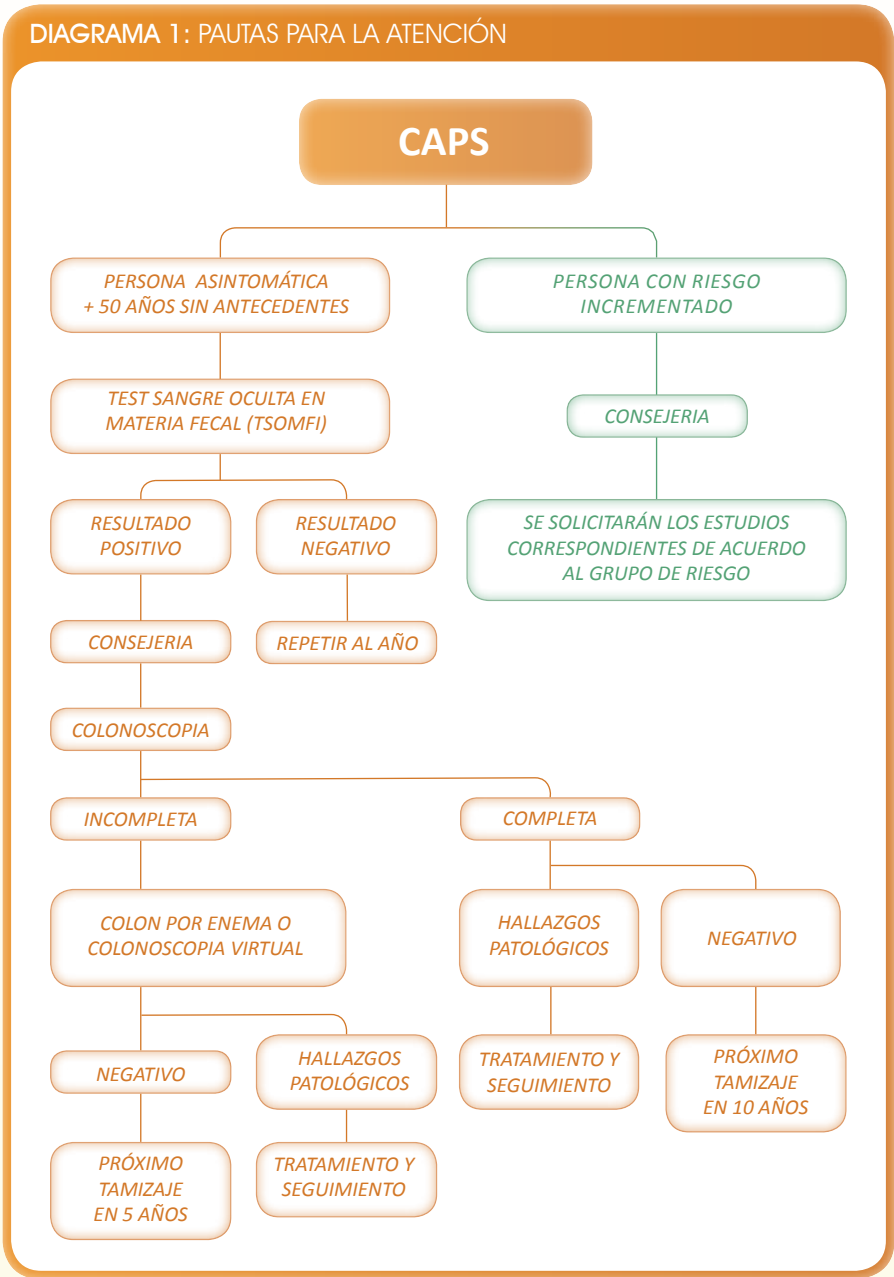 DIAGRAMA 1: PAUTAS PARA LA ATENCIÓN
CAPS
PERSONA ASINTOMÁTICA
+ 50 AÑOS SIN ANTECEDENTES
PERSONA CON RIESGO
INCREMENTADO
TEST SANGRE OCULTA EN
MATERIA FECAL (TSOMFI)
CONSEJERIA
RESULTADO
POSITIVO
RESULTADO
NEGATIVO
SE SOLICITARÁN LOS ESTUDIOS
CORRESPONDIENTES DE ACUERDO
AL GRUPO DE RIESGO
CONSEJERIA
REPETIR AL AÑO
COLONOSCOPIA
INCOMPLETA
COMPLETA
COLON POR ENEMA O
COLONOSCOPIA VIRTUAL
HALLAZGOS
PATOLÓGICOS
NEGATIVO
NEGATIVO
HALLAZGOS
PATOLÓGICOS
TRATAMIENTO Y
SEGUIMIENTO
PRÓXIMO
TAMIZAJE
EN 10 AÑOS
PRÓXIMO
TAMIZAJE
EN 5 AÑOS
TRATAMIENTO Y
SEGUIMIENTO